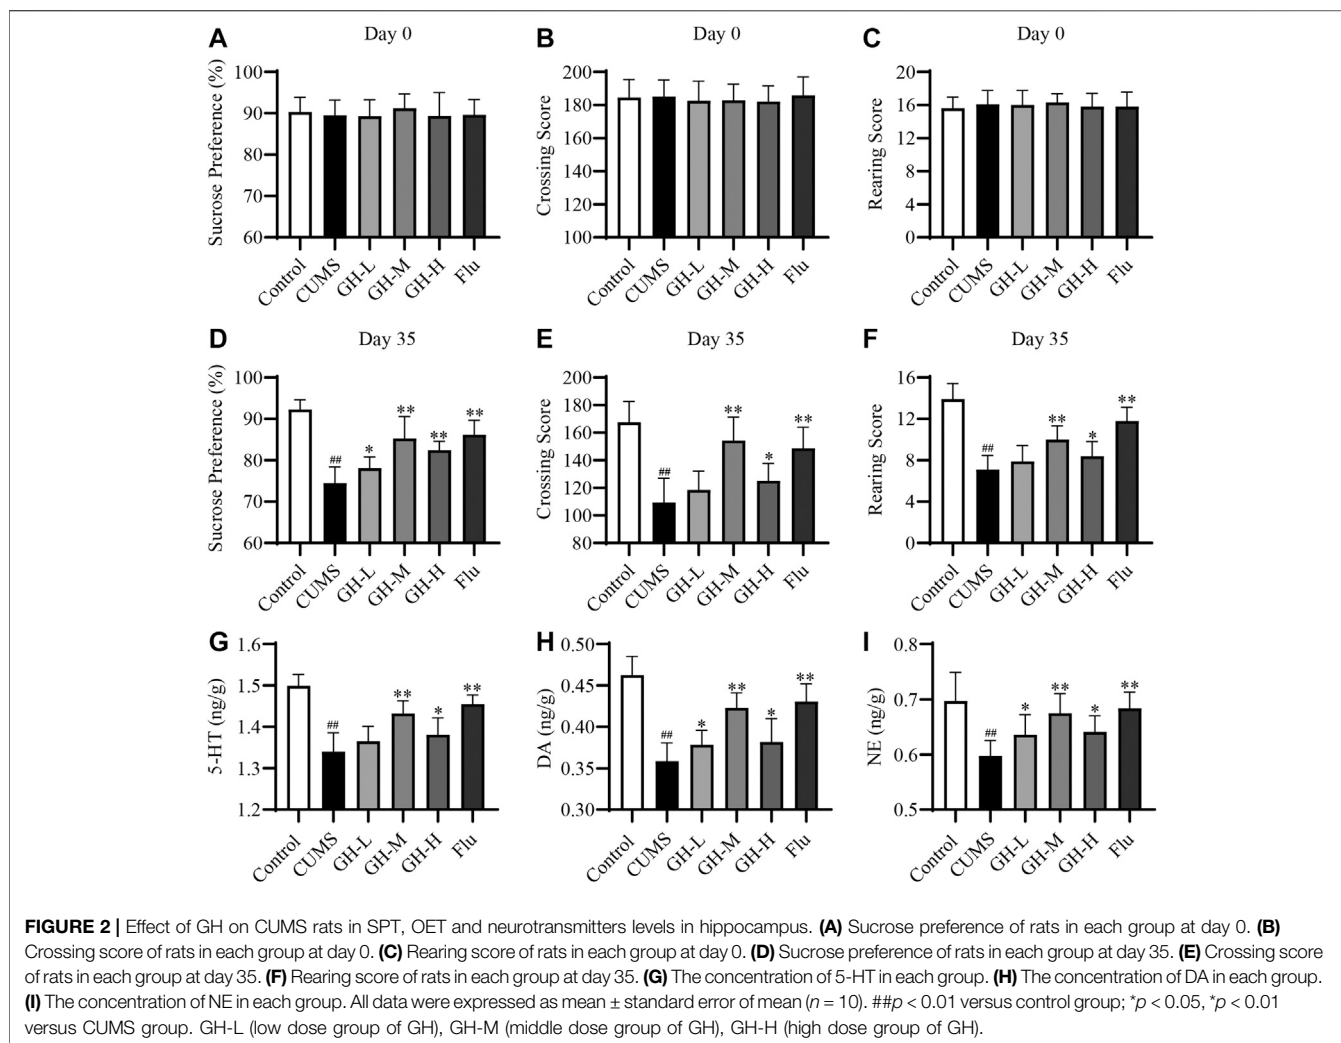 A Day 0
Sucrose Preference (%)
100
90
80
70
60
Control CUMS GH-L GH-M GH-H Flu
B Day 0
Crossing Score
200
180
160
140
120
100
Control CUMS GH-L GH-M GH-H Flu
C Day 0
Rearing Score
20
16
12
8
4
0
Control CUMS GH-L GH-M GH-H Flu
D Day 35
Sucrose Preference (%)
100
90
80
70
60
## * ** ** **
Control CUMS GH-L GH-M GH-H Flu
E Day 35
Crossing Score
200
180
160
140
120
100
80
## ** * **
Control CUMS GH-L GH-M GH-H Flu
F Day 35
Rearing Score
16
12
8
4
0
## ** * **
Control CUMS GH-L GH-M GH-H Flu
G
5-HT (ng/g)
1.6
1.5
1.4
1.3
1.2
## ** * **
Control CUMS GH-L GH-M GH-H Flu
H
DA (ng/g)
0.50
0.45
0.40
0.35
0.30
## * ** * **
Control CUMS GH-L GH-M GH-H Flu
I
NE (ng/g)
0.8
0.7
0.6
0.5
## * ** * **
Control CUMS GH-L GH-M GH-H Flu
FIGURE 2 | Effect of GH on CUMS rats in SPT, OET and neurotransmitters levels in hippocampus. (A) Sucrose preference of rats in each group at day 0. (B)
Crossing score of rats in each group at day 0. (C) Rearing score of rats in each group at day 0. (D) Sucrose preference of rats in each group at day 35. (E) Crossing score
of rats in each group at day 35. (F) Rearing score of rats in each group at day 35. (G) The concentration of 5-HT in each group. (H) The concentration of DA in each group.
(I) The concentration of NE in each group. All data were expressed as mean ± standard error of mean (n = 10). ##p < 0.01 versus control group; *p < 0.05, *p < 0.01
versus CUMS group. GH-L (low dose group of GH), GH-M (middle dose group of GH), GH-H (high dose group of GH).